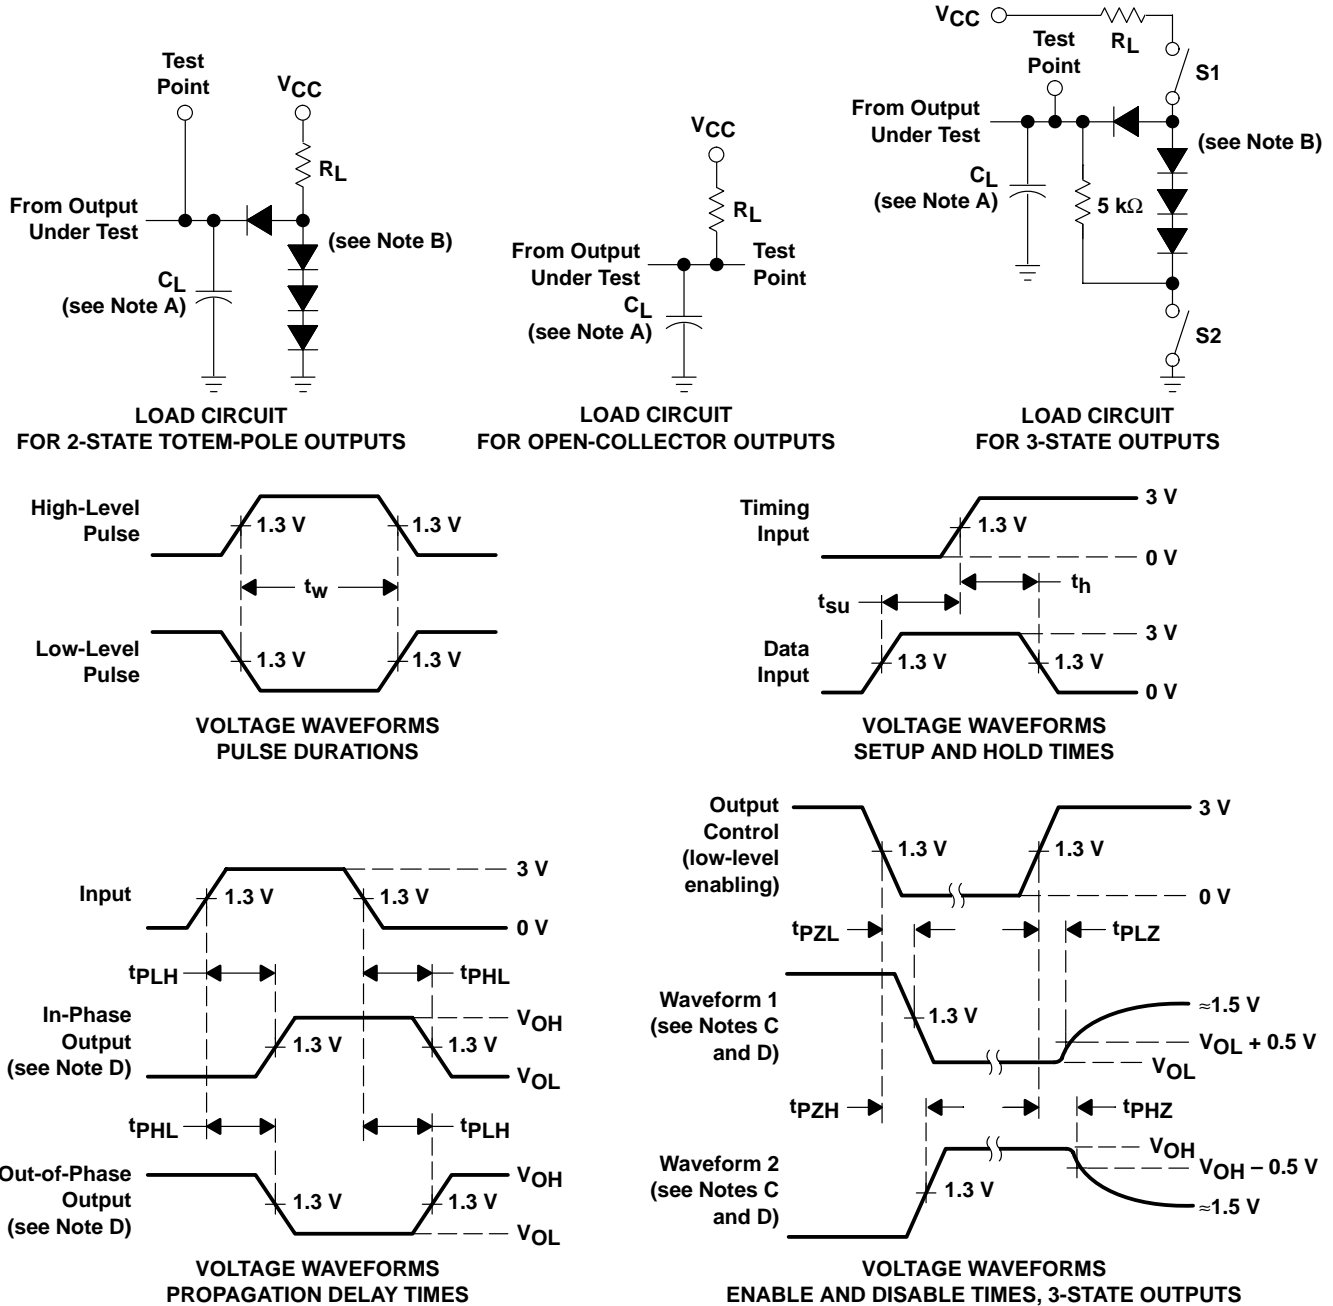 Test
Point
VCC
RL
From Output
Under Test
(see Note B)
CL
(see Note A)
LOAD CIRCUIT
FOR 2-STATE TOTEM-POLE OUTPUTS
VCC
RL
From Output
Under Test
Test
Point
CL
(see Note A)
LOAD CIRCUIT
FOR OPEN-COLLECTOR OUTPUTS
VCC
RL
Test
Point
S1
From Output
Under Test
(see Note B)
CL
(see Note A)
5 kΩ
S2
LOAD CIRCUIT
FOR 3-STATE OUTPUTS
High-Level
Pulse
1.3 V
1.3 V
tw
Low-Level
Pulse
1.3 V
1.3 V
VOLTAGE WAVEFORMS
PULSE DURATIONS
Timing
Input
1.3 V
3 V
0 V
th
tsu
Data
Input
1.3 V
1.3 V
3 V
0 V
VOLTAGE WAVEFORMS
SETUP AND HOLD TIMES
Input
1.3 V
1.3 V
3 V
0 V
tPLH
tPHL
In-Phase
Output
(see Note D)
1.3 V
1.3 V
VOH
VOL
tPHL
tPLH
Out-of-Phase
Output
(see Note D)
1.3 V
1.3 V
VOH
VOL
VOLTAGE WAVEFORMS
PROPAGATION DELAY TIMES
Output
Control
(low-level
enabling)
1.3 V
1.3 V
3 V
0 V
tPZL
tPLZ
Waveform 1
(see Notes C
and D)
1.3 V
≈1.5 V
VOL + 0.5 V
VOL
tPZH
tPHZ
Waveform 2
(see Notes C
and D)
1.3 V
VOH
VOH − 0.5 V
≈1.5 V
VOLTAGE WAVEFORMS
ENABLE AND DISABLE TIMES, 3-STATE OUTPUTS